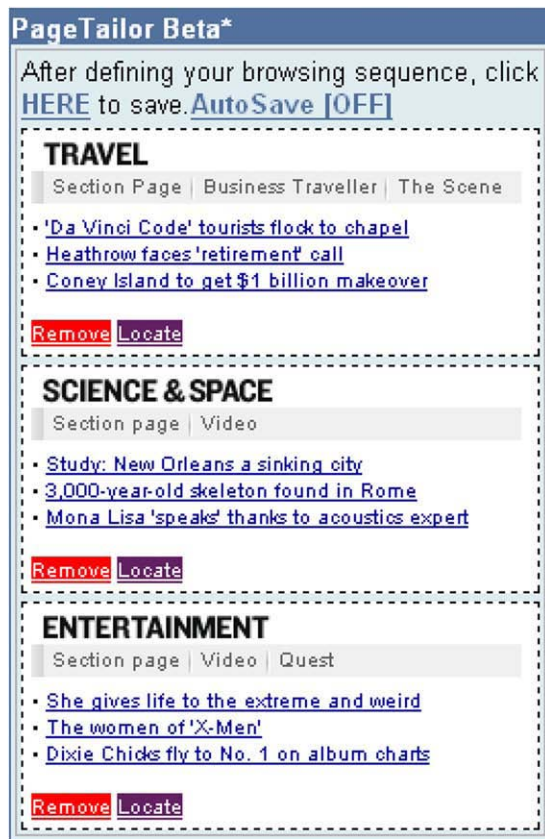 PageTailor Beta*
After defining your browsing sequence, click
HERE to save.AutoSave [OFF]
TRAVEL
Section Page | Business Traveller | The Scene
• 'Da Vinci Code' tourists flock to chapel
• Heathrow faces 'retirement' call
• Coney Island to get $1 billion makeover
Remove Locate
SCIENCE & SPACE
Section page | Video
• Study: New Orleans a sinking city
• 3,000-year-old skeleton found in Rome
• Mona Lisa 'speaks' thanks to acoustics expert
Remove Locate
ENTERTAINMENT
Section page | Video | Quest
• She gives life to the extreme and weird
• The women of 'X-Men'
• Dixie Chicks fly to No. 1 on album charts
Remove Locate